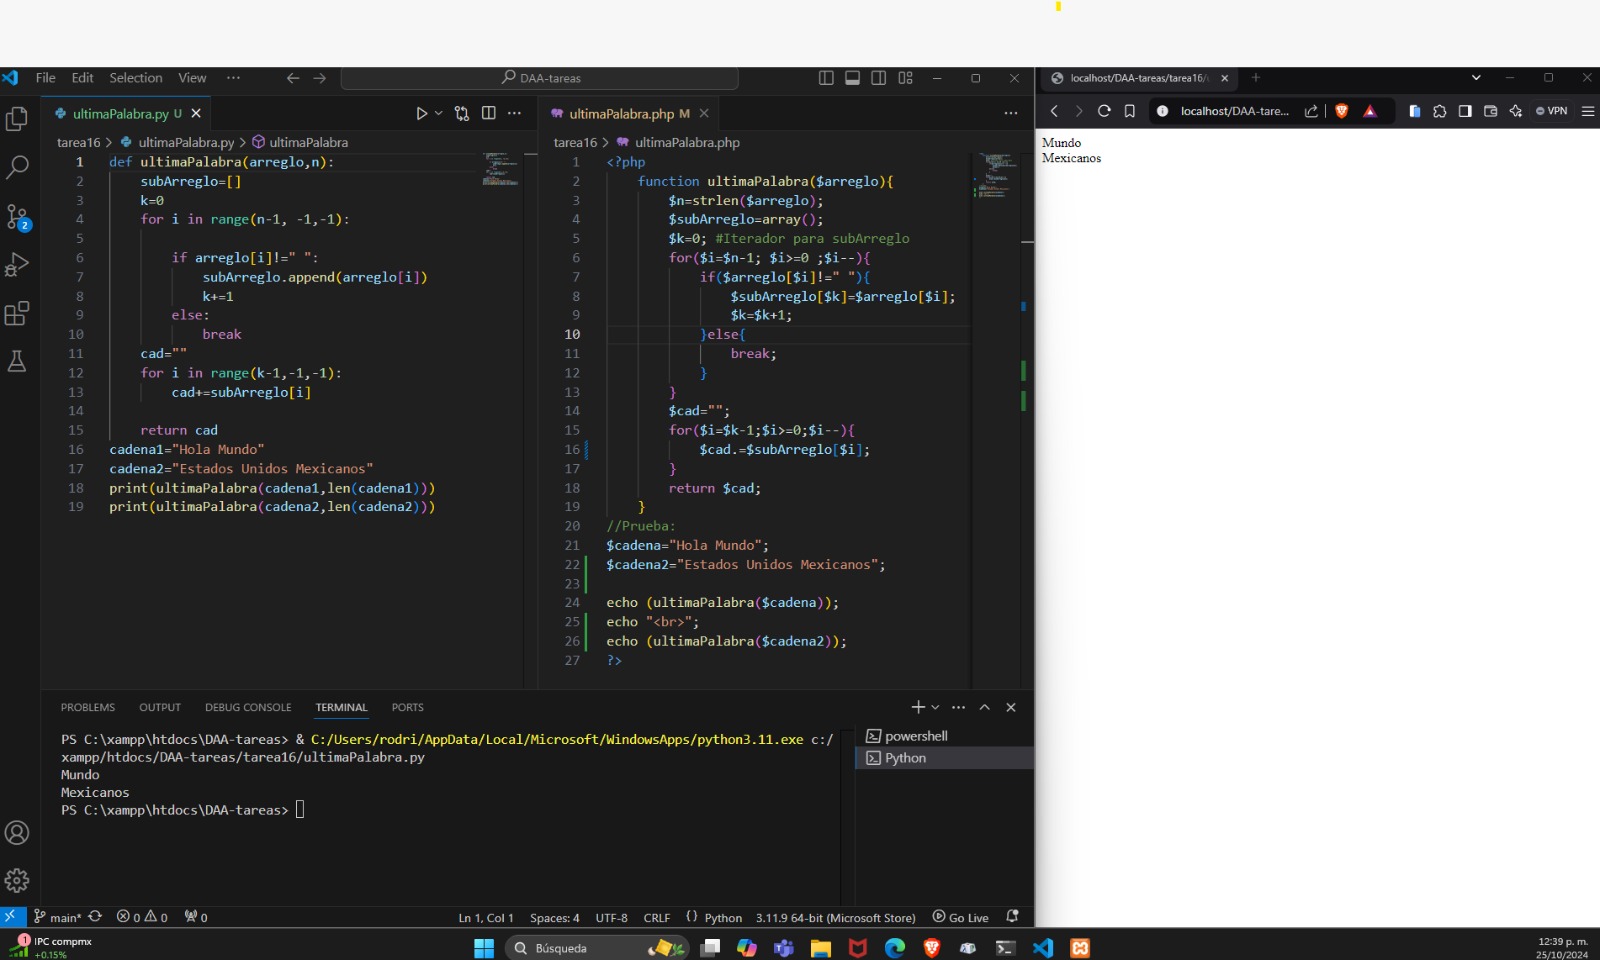 File Edit Selection View ··· DAA-tareas
ultimaPalabra.py U
tarea16 > ultimaPalabra.py > ultimaPalabra
1 def ultimaPalabra(arreglo,n):
2 subArreglo=[]
3 k=0
4 for i in range(n-1, -1,-1):
5
6 if arreglo[i]!=" ":
7 subArreglo.append(arreglo[i])
8 k+=1
9 else:
10 break
11 cad=""
12 for i in range(k-1,-1,-1):
13 cad+=subArreglo[i]
14
15 return cad
16 cadena1="Hola Mundo"
17 cadena2="Estados Unidos Mexicanos"
18 print(ultimaPalabra(cadena1,len(cadena1)))
19 print(ultimaPalabra(cadena2,len(cadena2)))
ultimaPalabra.php M
tarea16 > ultimaPalabra.php
1 <?php
2 function ultimaPalabra($arreglo){
3 $n=strlen($arreglo);
4 $subArreglo=array();
5 $k=0; #Iterador para subArreglo
6 for($i=$n-1; $i>=0 ;$i--){
7 if($arreglo[$i]!=" "){
8 $subArreglo[$k]=$arreglo[$i];
9 $k=$k+1;
10 }else{
11 break;
12 }
13 }
14 $cad="";
15 for($i=$k-1;$i>=0;$i--){
16 $cad.=$subArreglo[$i];
17 }
18 return $cad;
19 }
20 //Prueba:
21 $cadena="Hola Mundo";
22 $cadena2="Estados Unidos Mexicanos";
23
24 echo (ultimaPalabra($cadena));
25 echo "<br>";
26 echo (ultimaPalabra($cadena2));
27 ?>
localhost/DAA-tareas/tarea16/
localhost/DAA-tare...
VPN
Mundo
Mexicanos
2
PROBLEMS OUTPUT DEBUG CONSOLE TERMINAL PORTS
PS C:\xampp\htdocs\DAA-tareas> & C:/Users/rodri/AppData/Local/Microsoft/WindowsApps/python3.11.exe c:/
xampp/htdocs/DAA-tareas/tarea16/ultimaPalabra.py
Mundo
Mexicanos
PS C:\xampp\htdocs\DAA-tareas>
powershell
Python
main* 0 0 0 Ln 1, Col 1 Spaces: 4 UTF-8 CRLF {} Python 3.11.9 64-bit (Microsoft Store) Go Live
1
IPC compmx
+0.15%
Búsqueda
12:39 p. m.
25/10/2024